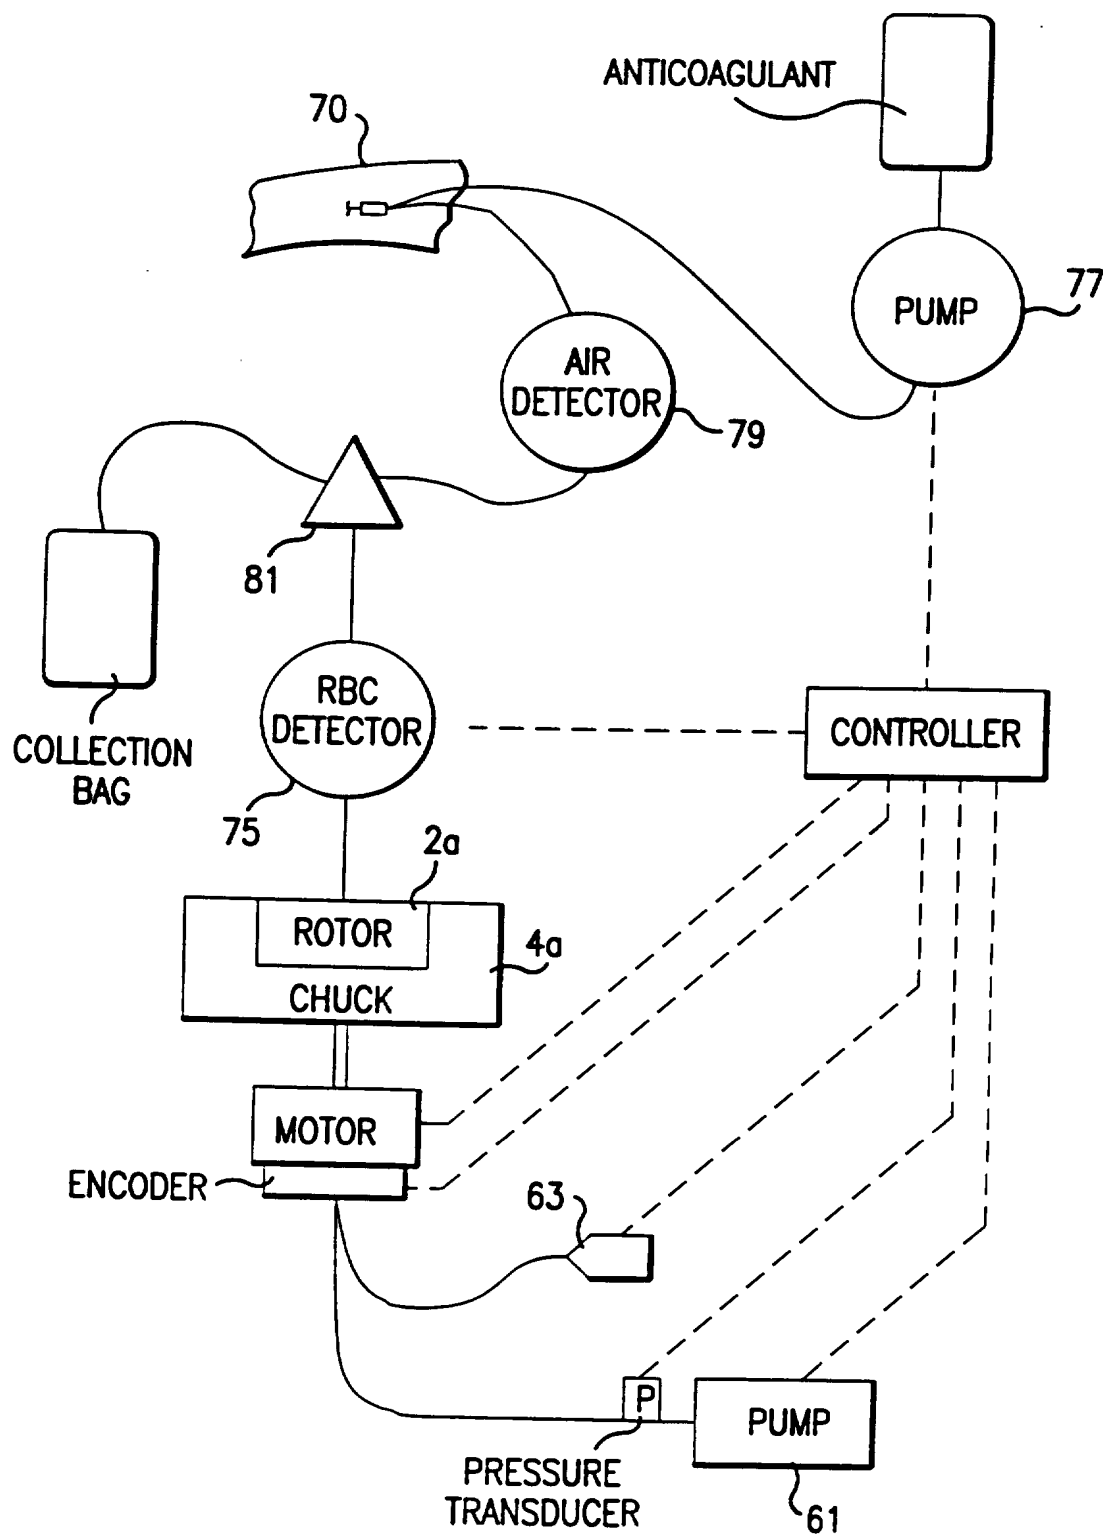 ANTICOAGULANT
70
PUMP
77
AIR
DETECTOR
79
81
COLLECTION
BAG
RBC
DETECTOR
75
CONTROLLER
2a
ROTOR
4a
CHUCK
MOTOR
ENCODER
63
P
PUMP
PRESSURE
TRANSDUCER
61